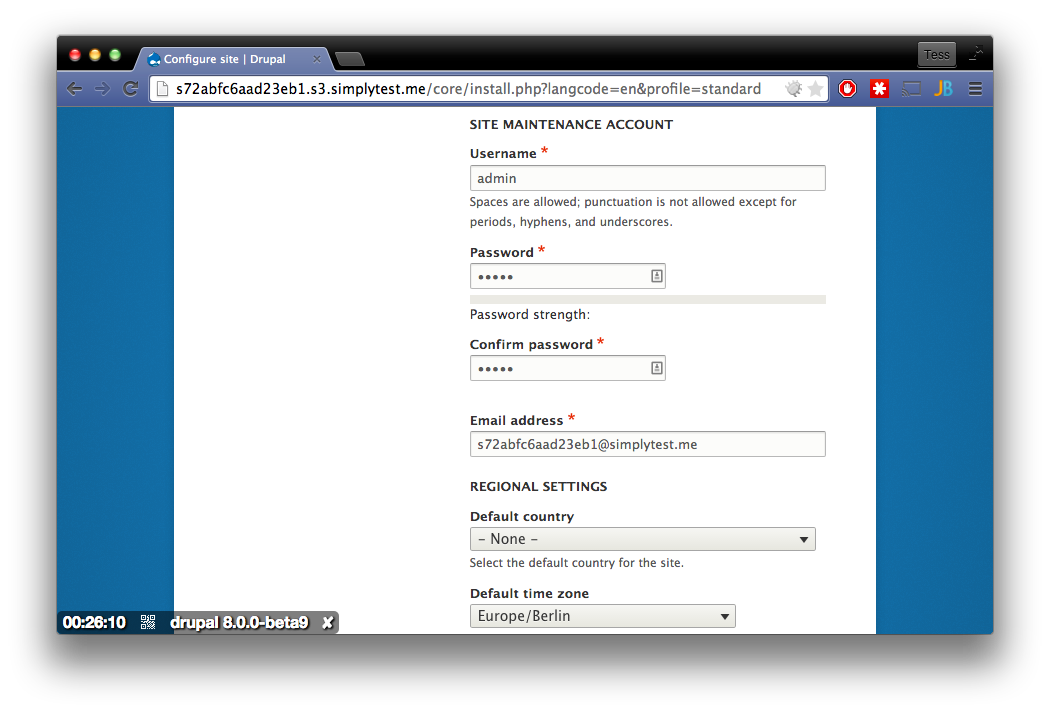 Configure site | Drupal
Tess
s72abfc6aad23eb1.s3.simplytest.me/core/install.php?langcode=en&profile=standard
JB
SITE MAINTENANCE ACCOUNT
Username *
admin
Spaces are allowed; punctuation is not allowed except for
periods, hyphens, and underscores.
Password *
•••••
Password strength:
Confirm password *
•••••
Email address *
s72abfc6aad23eb1@simplytest.me
REGIONAL SETTINGS
Default country
- None -
Select the default country for the site.
Default time zone
Europe/Berlin
00:26:10 drupal 8.0.0-beta9 ✘